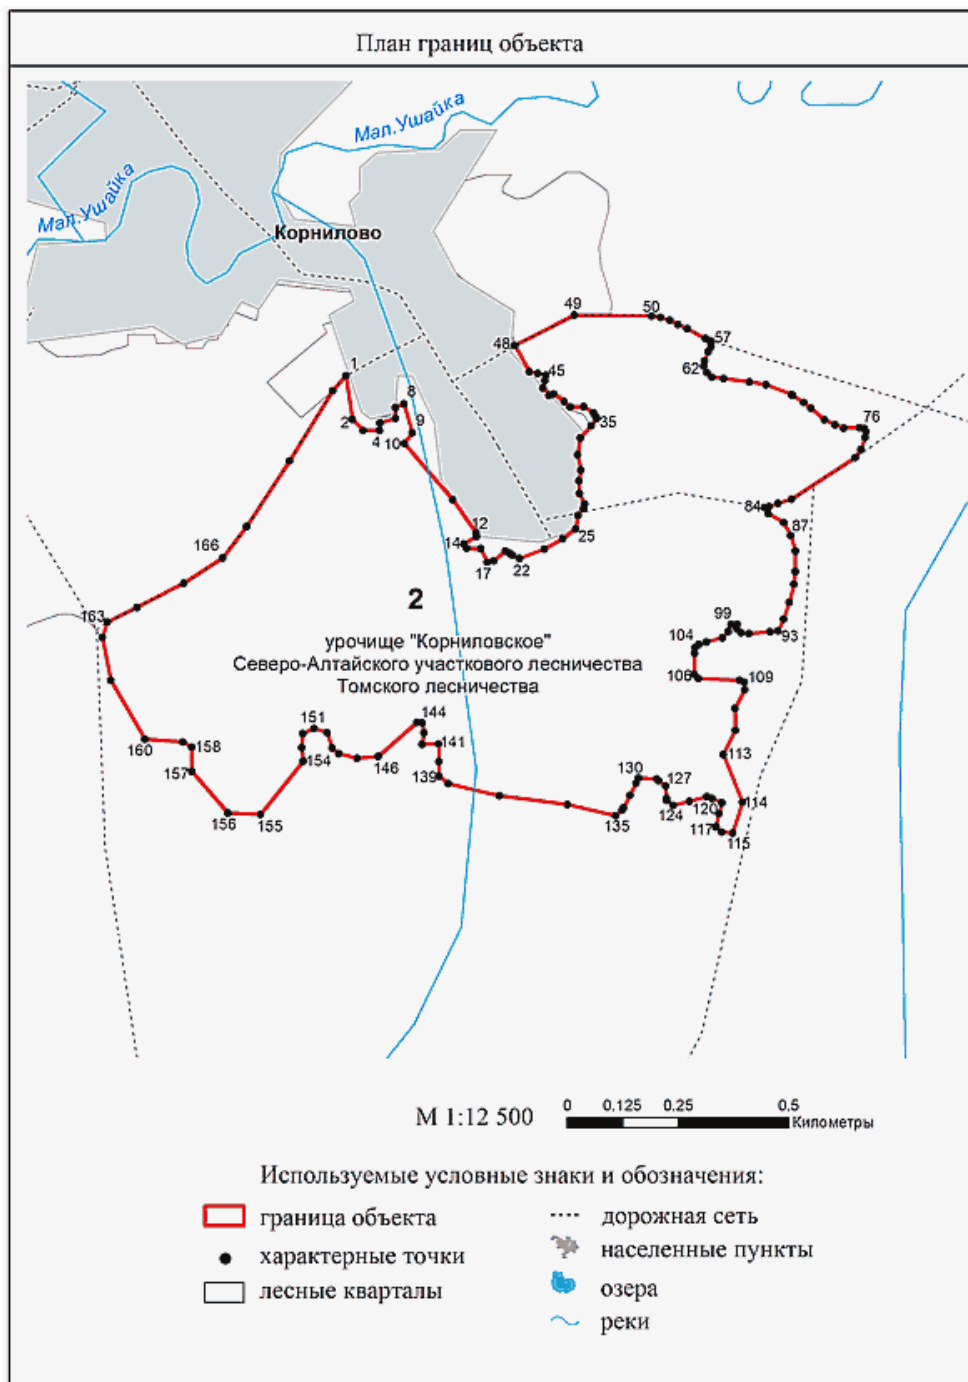 План границ объекта
Мал.Ушайка
Мал.Ушайка
Корнилово
49
50
48
57
1
62
45
8
2
4
9
35
10
76
12
14
84
25
87
17
22
166
2
163
99
93
104
урочище "Корниловское"
Северо-Алтайского участкового лесничества
Томского лесничества
108
109
144
151
160
158
141
154
146
113
157
139
130
127
156
155
135
124
120
114
117
115
М 1:12 500
0 0.125 0.25 0.5
Километры
Используемые условные знаки и обозначения:
граница объекта
дорожная сеть
характерные точки
населенные пункты
лесные кварталы
озера
реки